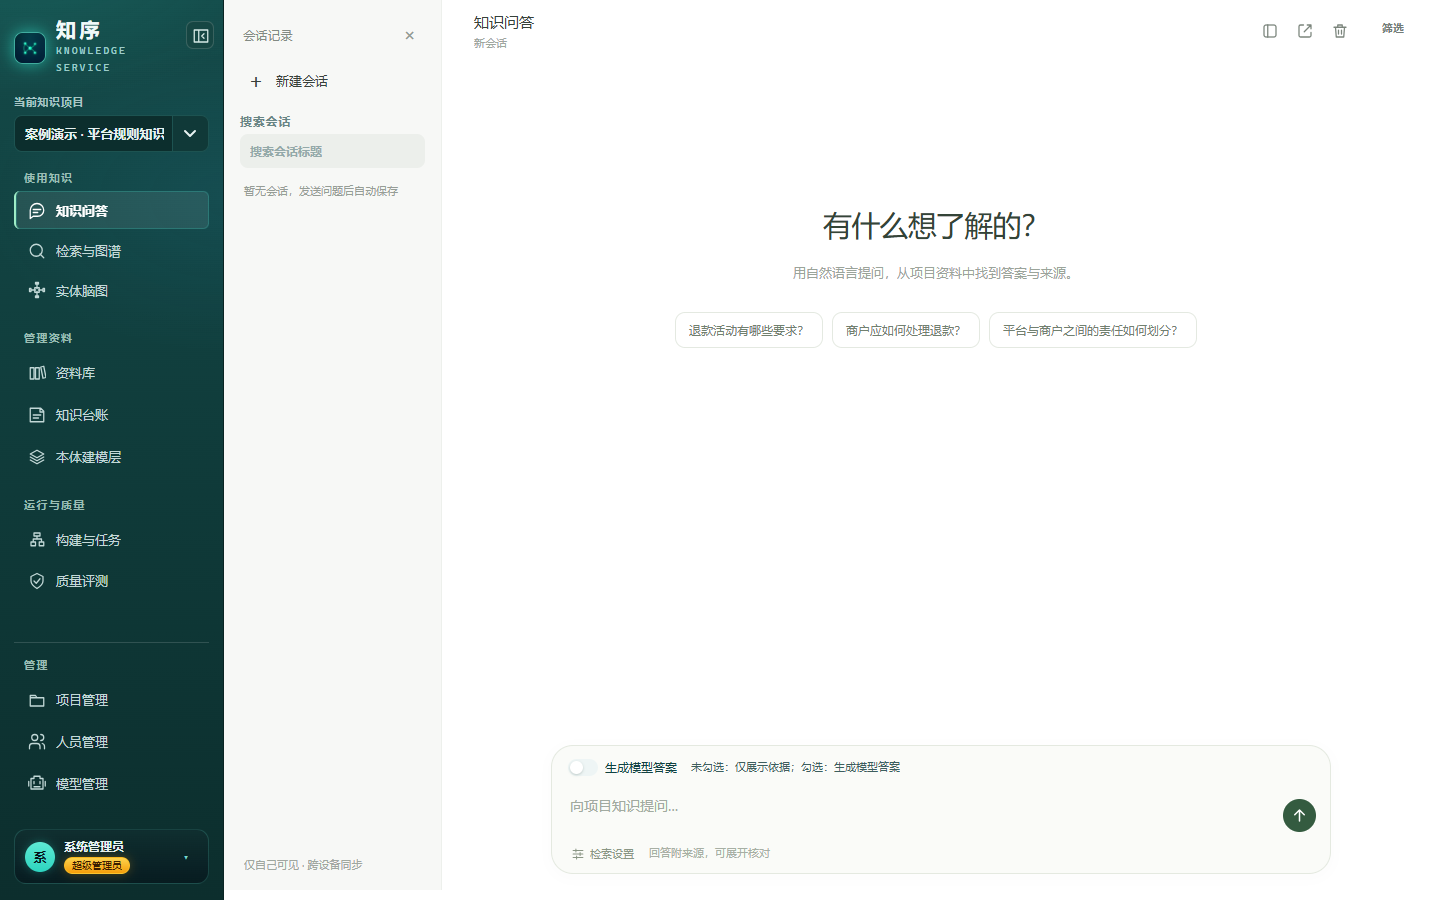 知序
KNOWLEDGE
SERVICE
当前知识项目
案例演示 · 平台规则知识
使用知识
知识问答
检索与图谱
实体脑图
管理资料
资料库
知识台账
本体建模层
运行与质量
构建与任务
质量评测
管理
项目管理
人员管理
模型管理
系
系统管理员
超级管理员
会话记录
新建会话
搜索会话
搜索会话标题
暂无会话，发送问题后自动保存
仅自己可见 · 跨设备同步
知识问答
新会话
筛选
有什么想了解的？
用自然语言提问，从项目资料中找到答案与来源。
退款活动有哪些要求？
商户应如何处理退款？
平台与商户之间的责任如何划分？
生成模型答案 未勾选：仅展示依据；勾选：生成模型答案
向项目知识提问...
检索设置 回答附来源，可展开核对